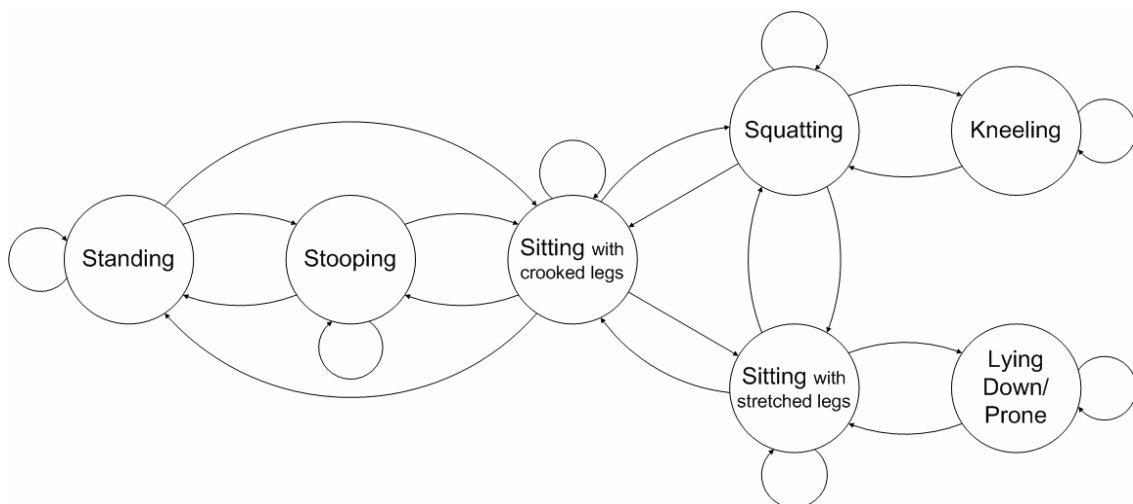 Squatting
Kneeling
Standing
Stooping
Sitting with
crooked legs
Sitting with
stretched legs
Lying
Down/
Prone